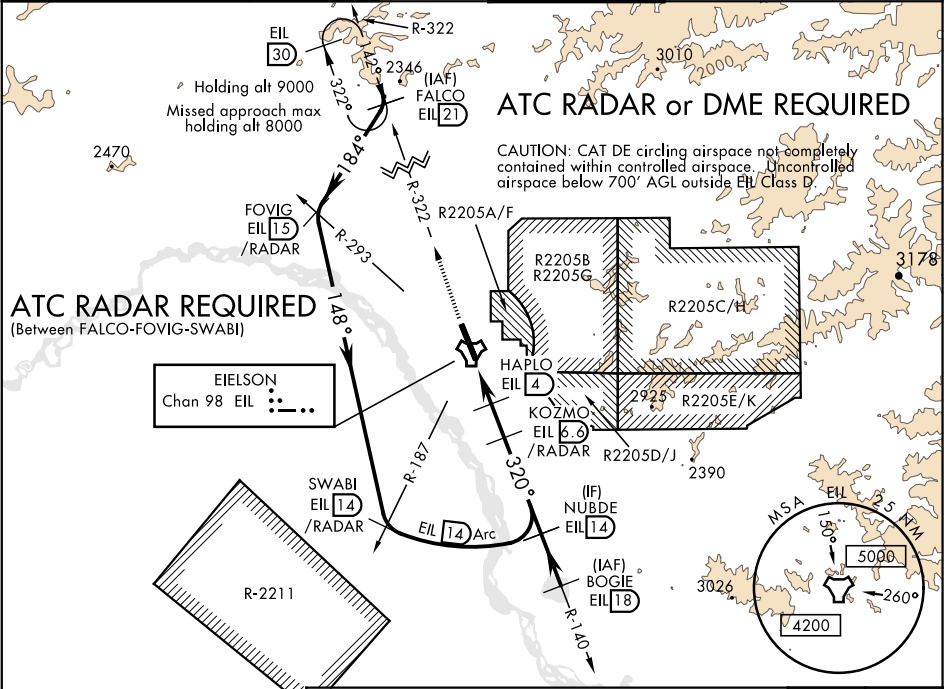 R-322
EIL
30
142°
322°
2346
3010
2000
Holding alt 9000
Missed approach max
holding alt 8000
(IAF)
FALCO
EIL 21
ATC RADAR or DME REQUIRED
CAUTION: CAT DE circling airspace not completely
contained within controlled airspace. Uncontrolled
airspace below 700' AGL outside EIL Class D.
2470
184°
R-322
FOVIG
EIL 15
/RADAR
R-293
R2205A/F
R2205B
R2205G
3178
R2205C/H
ATC RADAR REQUIRED
(Between FALCO-FOVIG-SWABI)
148°
HAPLO
EIL 4
EIELSON
Chan 98 EIL
2925
R2205E/K
KOZMO
EIL 6.6
/RADAR
R2205D/J
2390
R-187
320°
SWABI
EIL 14
/RADAR
EIL 14 Arc
(IF)
NUBDE
EIL 14
MSA EIL 25 NM
150°
5000
260°
4200
(IAF)
BOGIE
EIL 18
3026
R-2211
R-140